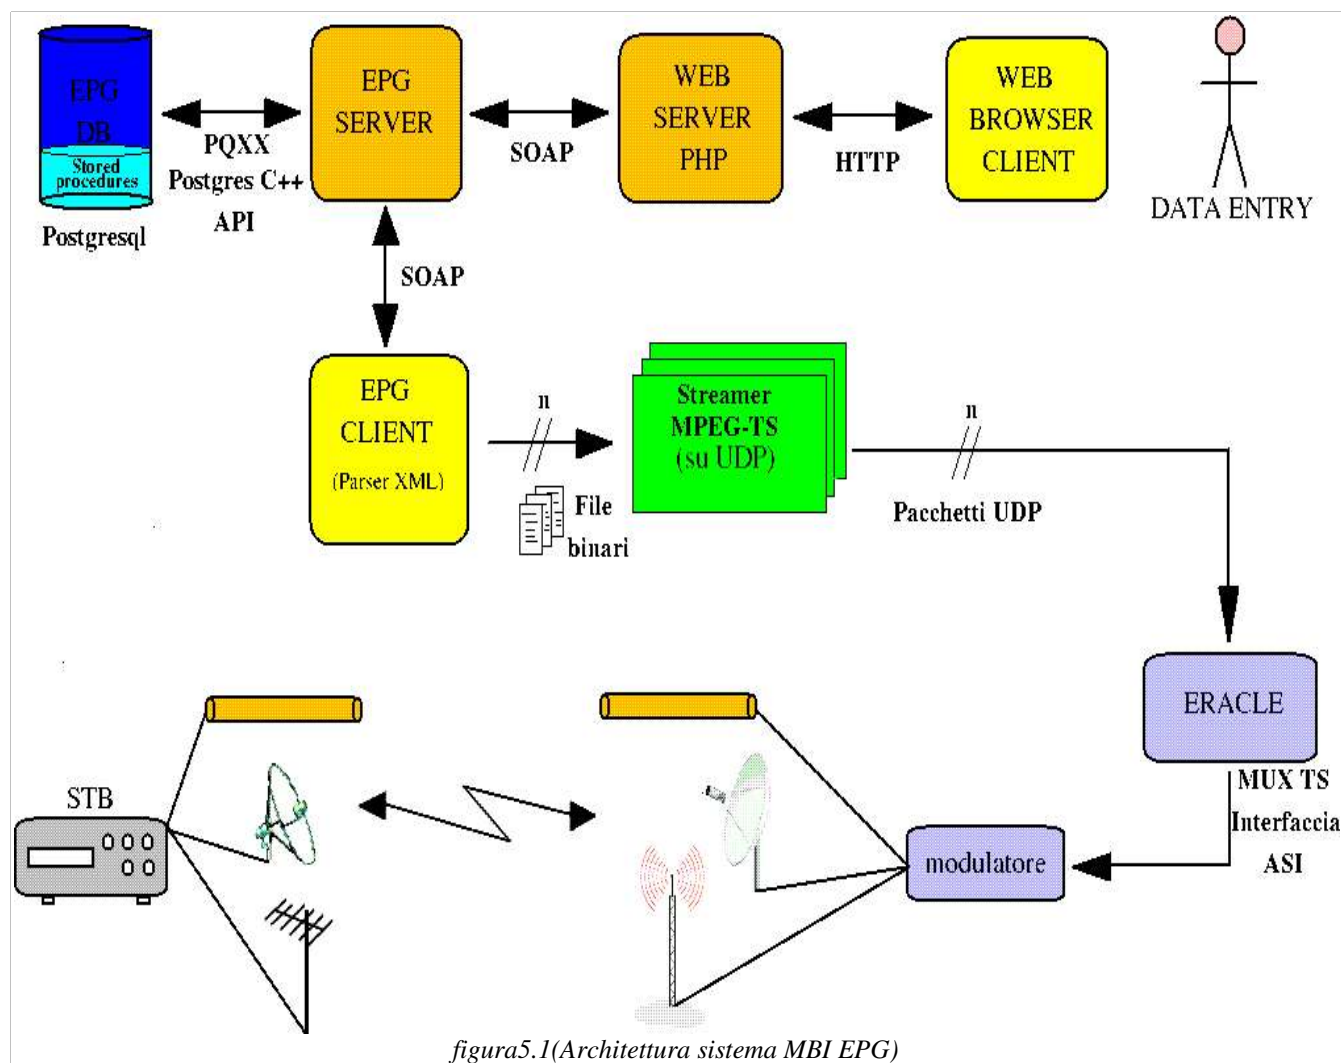 EPG
DB
Stored
procedures
Postgresql
PQXX
Postgres C++
API
EPG
SERVER
SOAP
WEB
SERVER
PHP
HTTP
WEB
BROWSER
CLIENT
DATA ENTRY
SOAP
EPG
CLIENT
(Parser XML)
n
File
binari
Streamer
MPEG-TS
(su UDP)
n
Pacchetti UDP
ERACLE
MUX TS
Interfaccia
ASI
modulatore
STB
figura5.1(Architettura sistema MBI EPG)